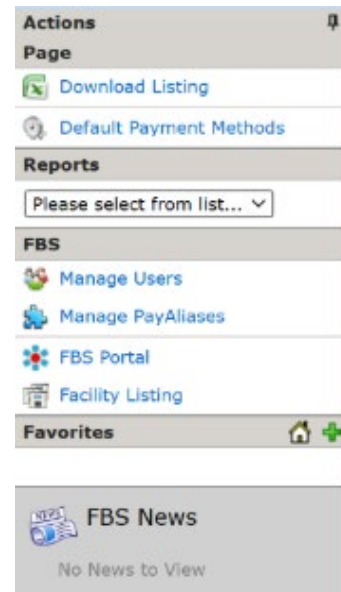 Actions
Page
Download Listing
Default Payment Methods
Reports
Please select from list...
FBS
Manage Users
Manage PayAliases
FBS Portal
Facility Listing
Favorites
FBS News
No News to View